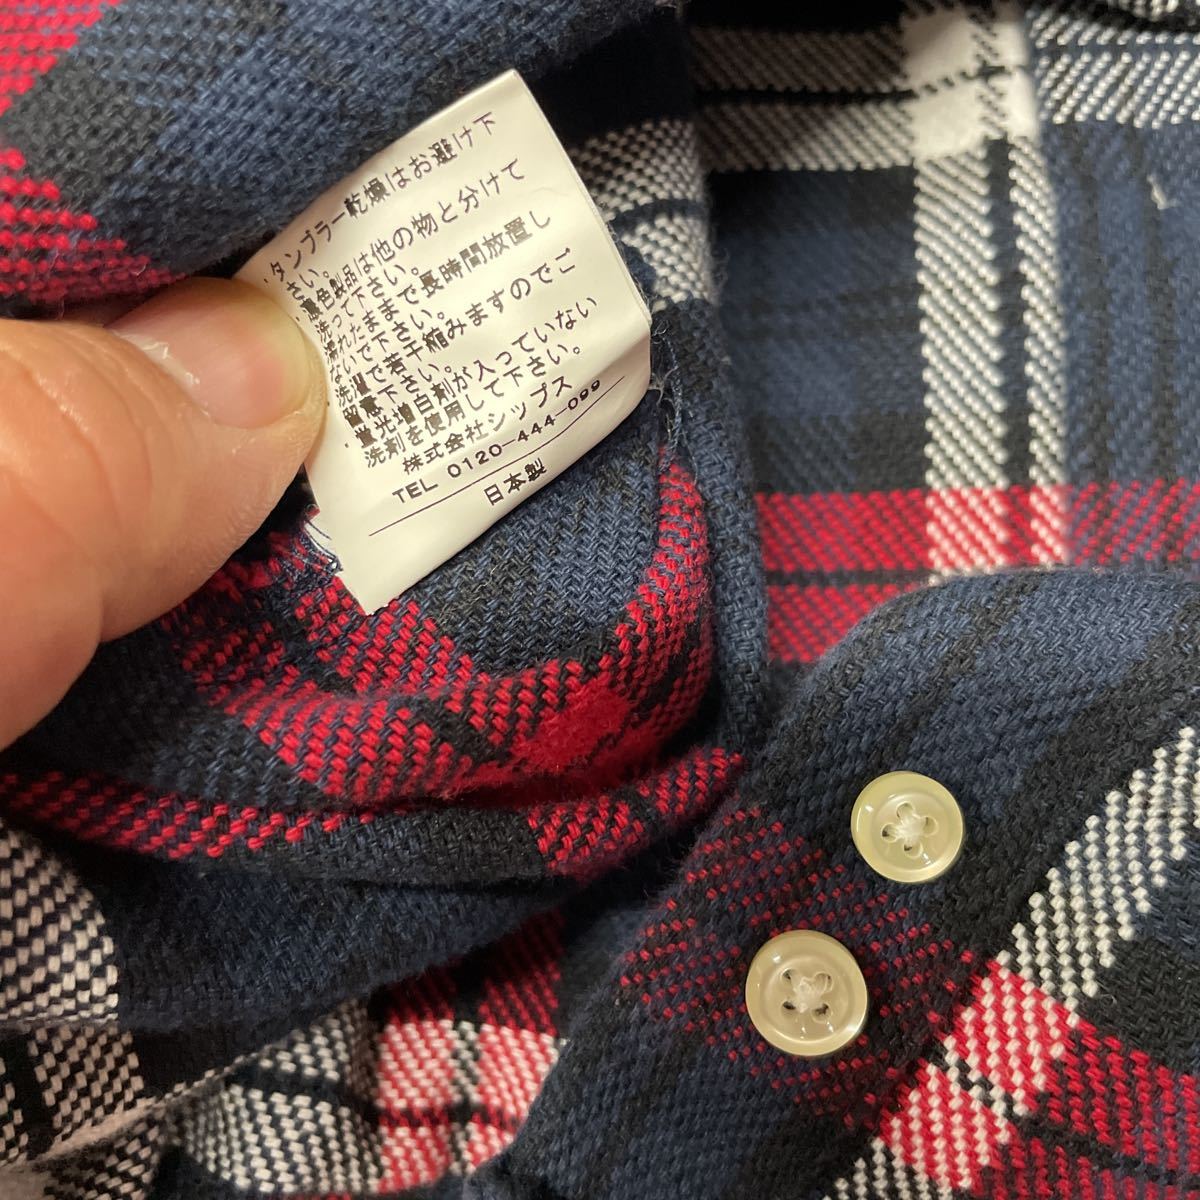 ・タンブラー乾燥はお避け下
さい。
・濃色製品は他の物と分けて
洗って下さい。
・濡れたままで長時間放置し
ないで下さい。
・洗濯で若干縮みますのでご
留意下さい。
・蛍光増白剤が入っていない
洗剤を使用して下さい。
株式会社シップス
TEL 0120-444-099
日本製